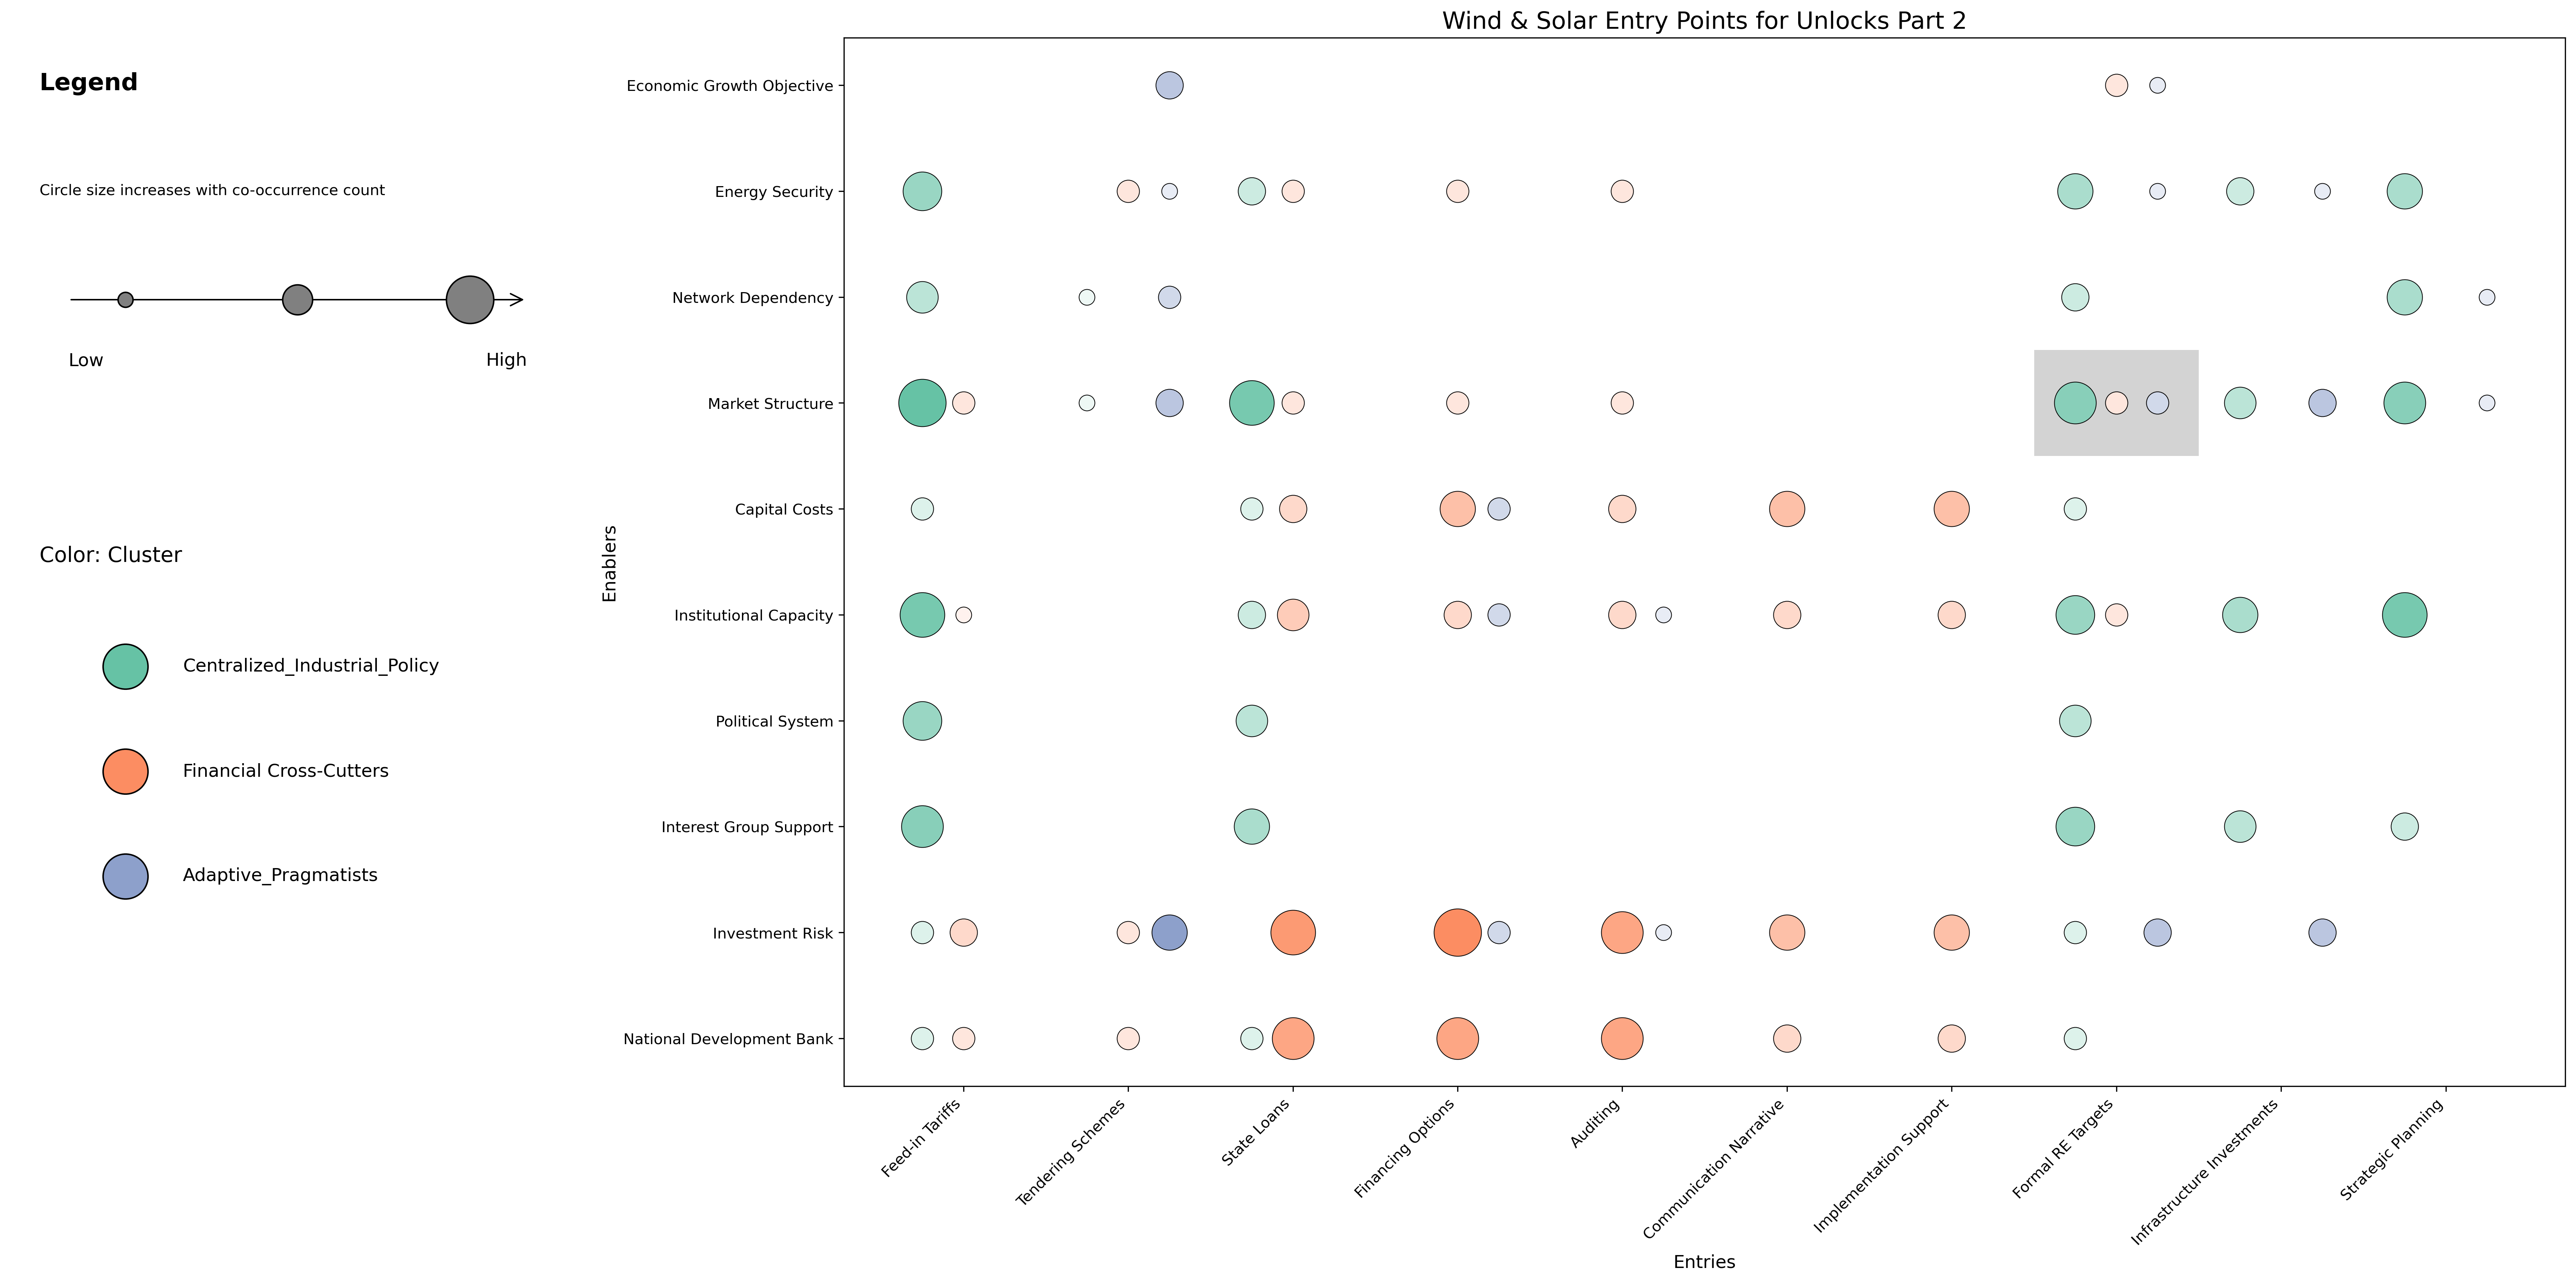 Wind & Solar Entry Points for Unlocks Part 2
Legend
Circle size increases with co-occurrence count
Low
High
Color: Cluster
Centralized_Industrial_Policy
Financial Cross-Cutters
Adaptive_Pragmatists
Enablers
Economic Growth Objective
Energy Security
Network Dependency
Market Structure
Capital Costs
Institutional Capacity
Political System
Interest Group Support
Investment Risk
National Development Bank
Feed-in Tariffs
Tendering Schemes
State Loans
Financing Options
Auditing
Communication Narrative
Implementation Support
Formal RE Targets
Infrastructure Investments
Strategic Planning
Entries